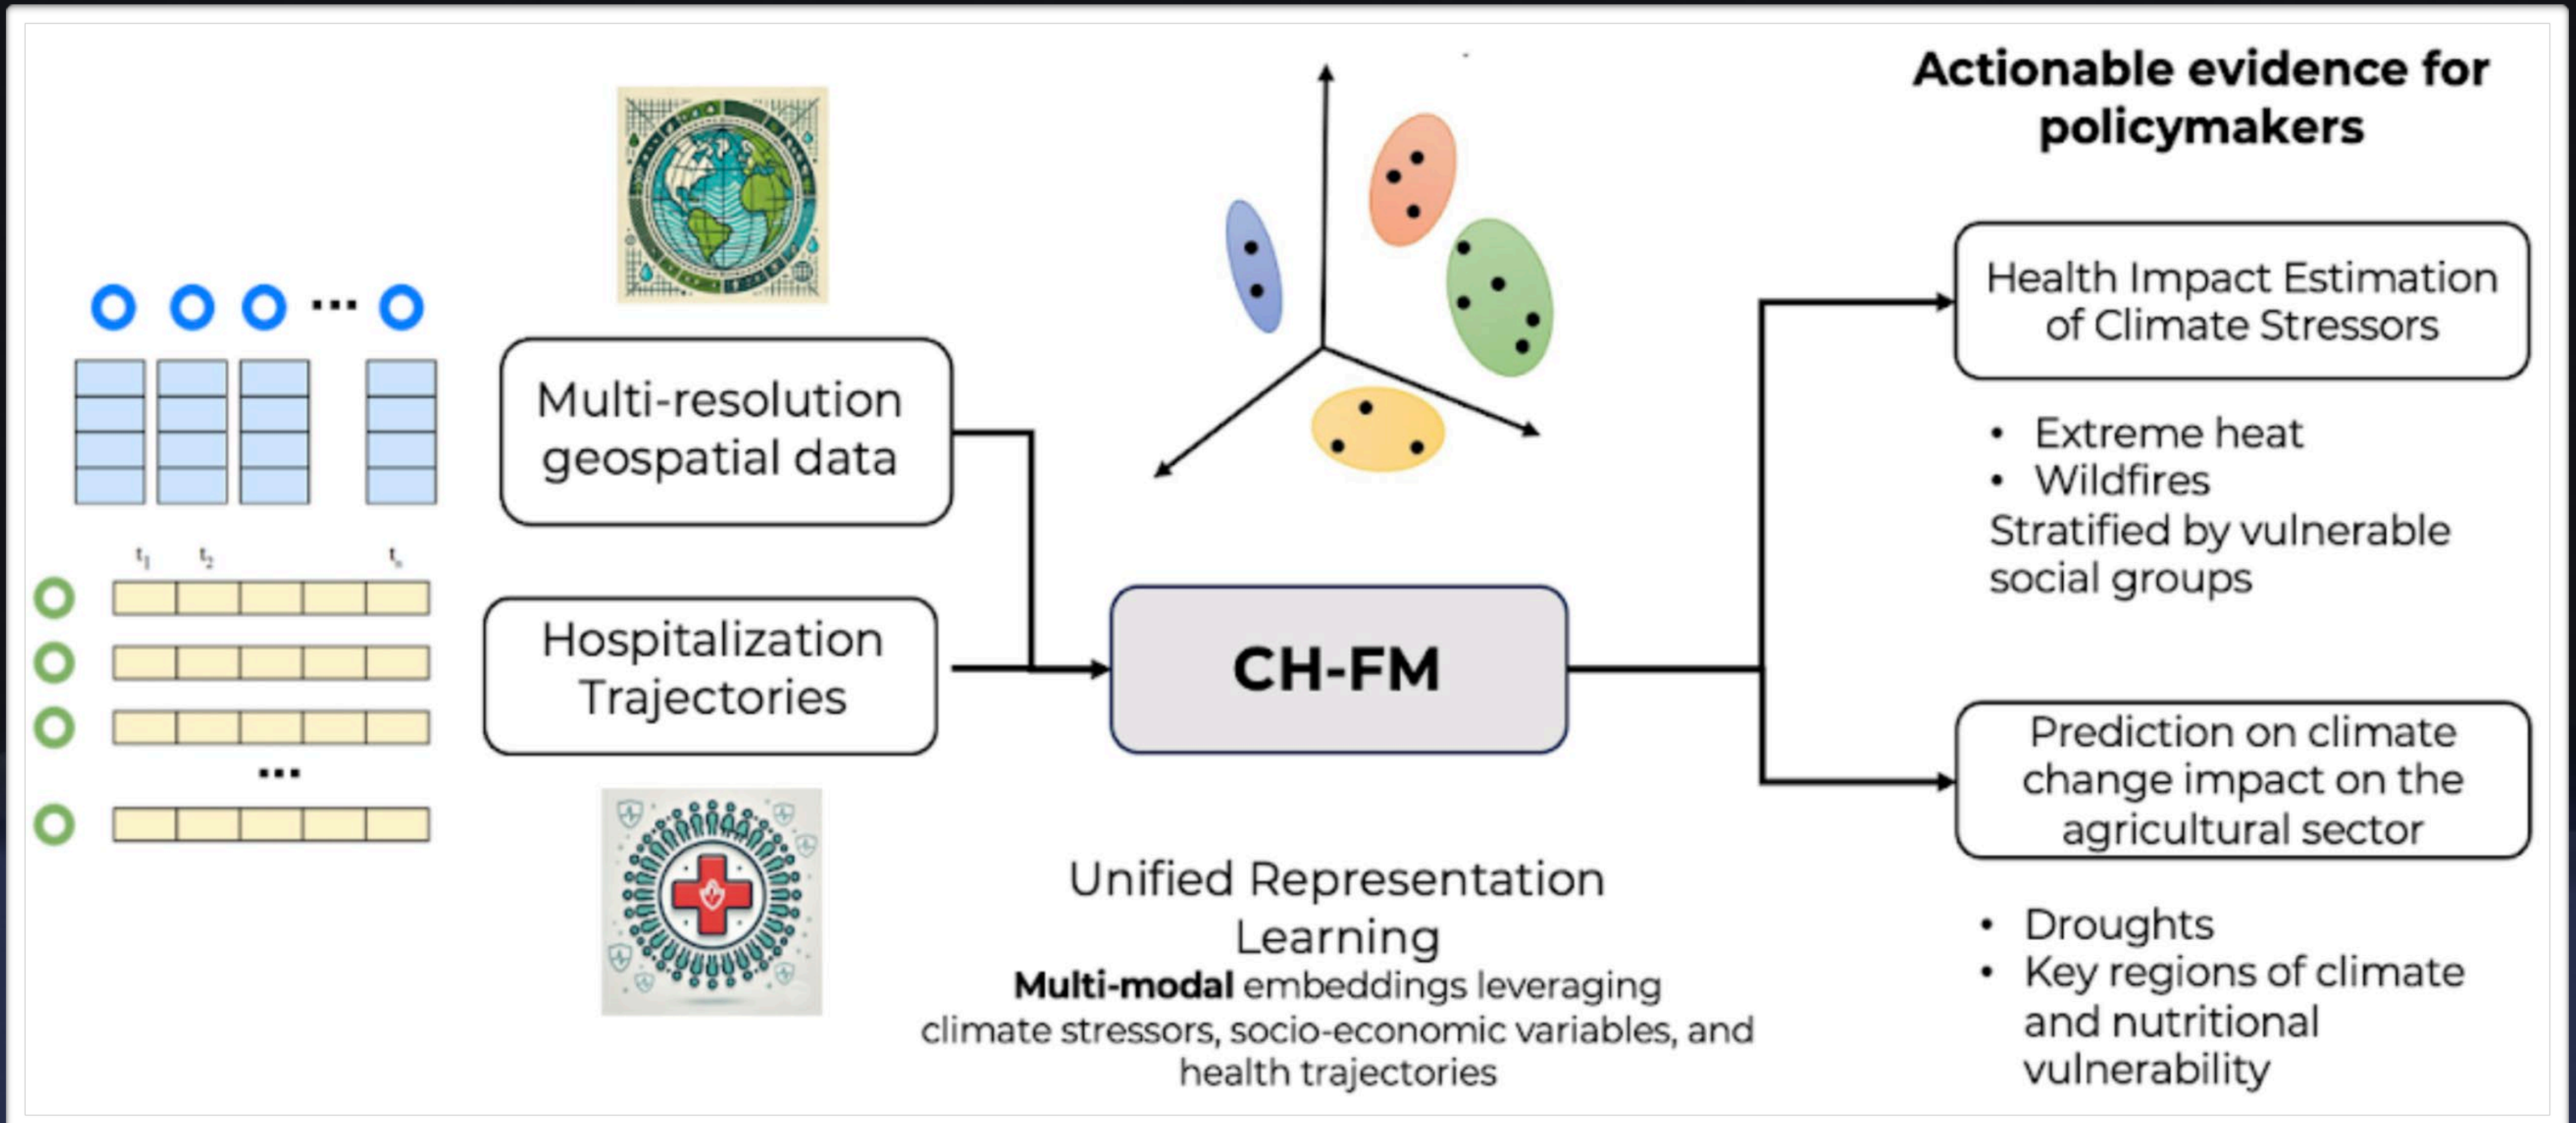 t1 t2 tn
Multi-resolution
geospatial data
Hospitalization
Trajectories
CH-FM
Unified Representation
Learning
Multi-modal embeddings leveraging
climate stressors, socio-economic variables, and
health trajectories
Actionable evidence for
policymakers
Health Impact Estimation
of Climate Stressors
• Extreme heat
• Wildfires
Stratified by vulnerable
social groups
Prediction on climate
change impact on the
agricultural sector
• Droughts
• Key regions of climate
and nutritional
vulnerability